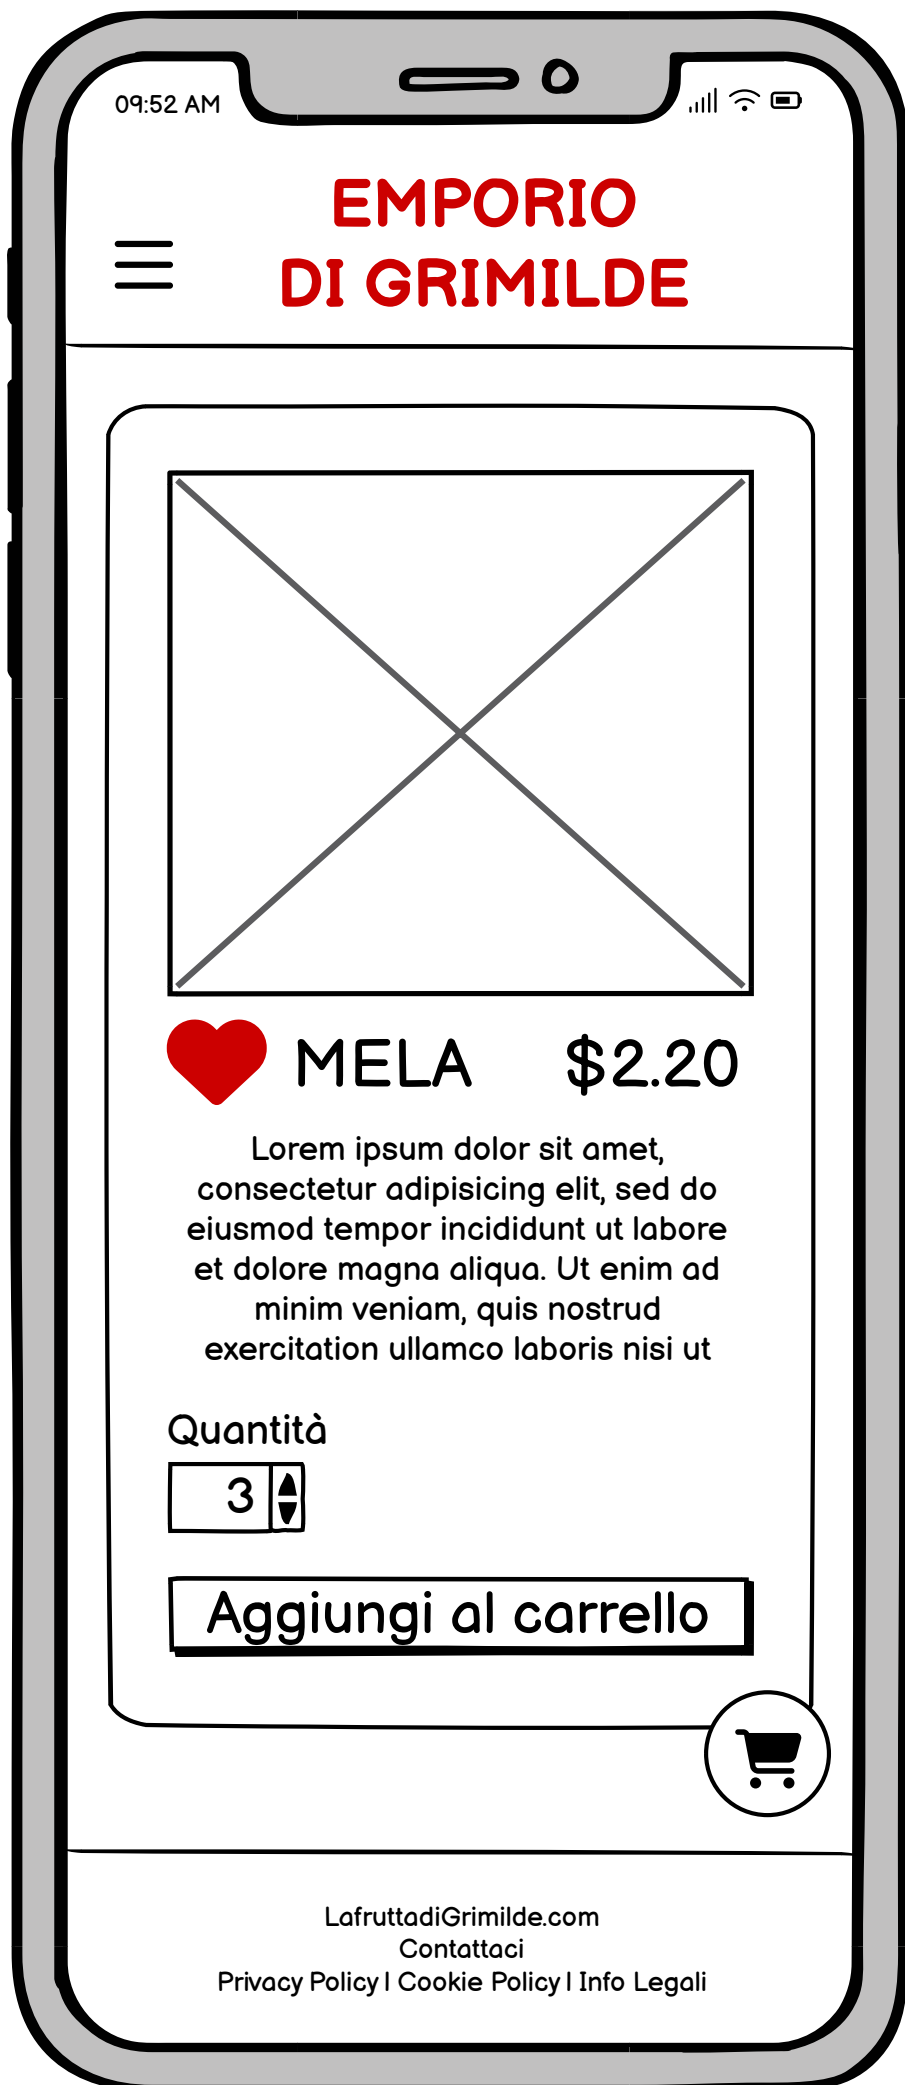 09:52 AM
EMPORIO
DI GRIMILDE
MELA $2.20
Lorem ipsum dolor sit amet,
consectetur adipisicing elit, sed do
eiusmod tempor incididunt ut labore
et dolore magna aliqua. Ut enim ad
minim veniam, quis nostrud
exercitation ullamco laboris nisi ut
Quantità
3
Aggiungi al carrello
LafruttadiGrimilde.com
Contattaci
Privacy Policy | Cookie Policy | Info Legali